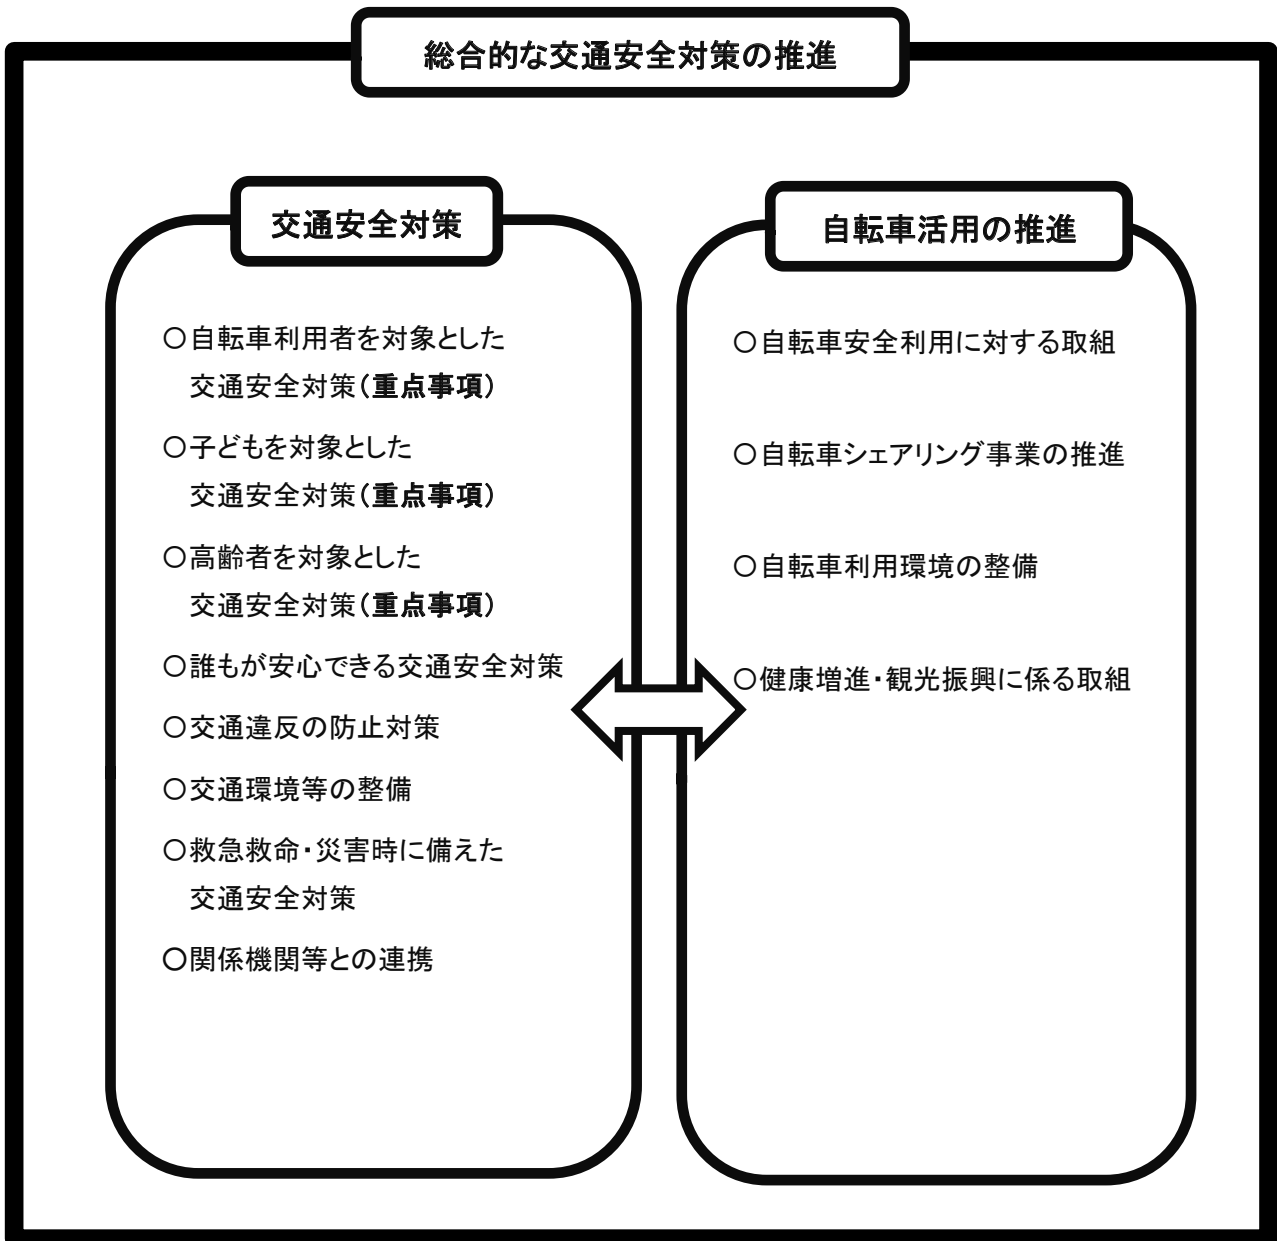 総合的な交通安全対策の推進
交通安全対策
○自転車利用者を対象とした
交通安全対策(重点事項)
○子どもを対象とした
交通安全対策(重点事項)
○高齢者を対象とした
交通安全対策(重点事項)
○誰もが安心できる交通安全対策
○交通違反の防止対策
○交通環境等の整備
○救急救命・災害時に備えた
交通安全対策
○関係機関等との連携
自転車活用の推進
○自転車安全利用に対する取組
○自転車シェアリング事業の推進
○自転車利用環境の整備
○健康増進・観光振興に係る取組